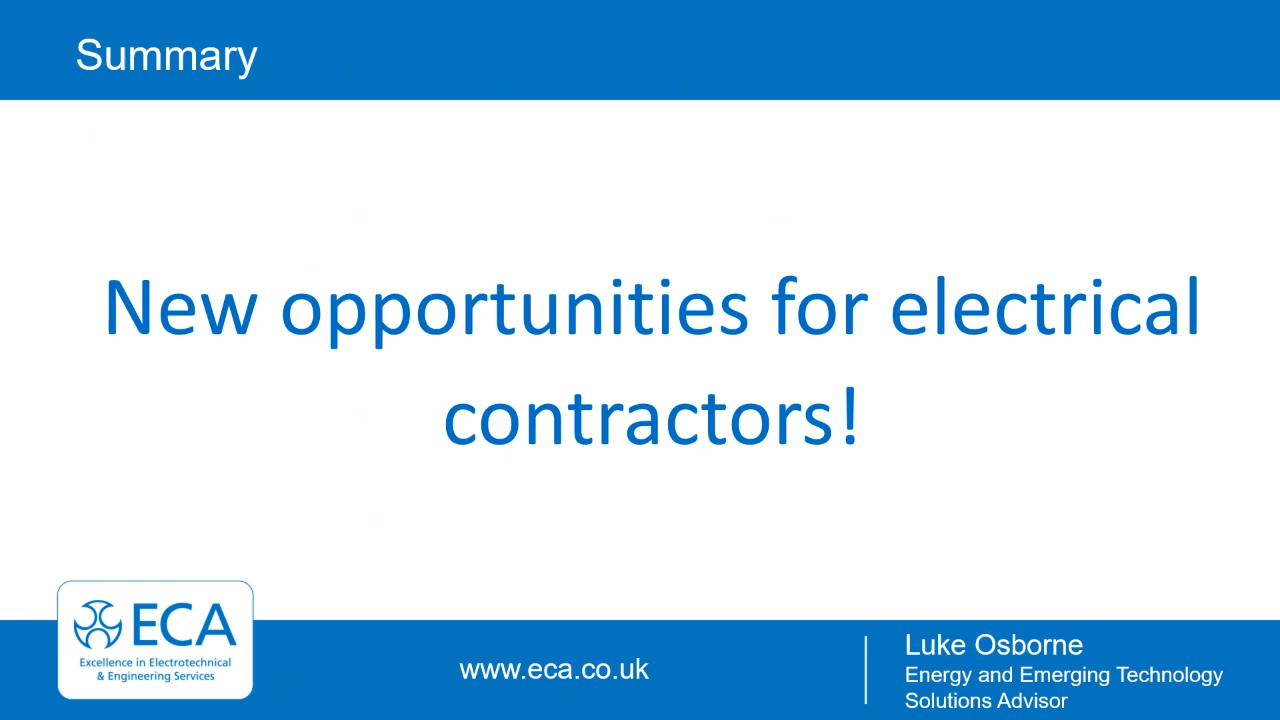 Summary
New opportunities for electrical
contractors!
ECA
Excellence in Electrotechnical
& Engineering Services
www.eca.co.uk
Luke Osborne
Energy and Emerging Technology
Solutions Advisor